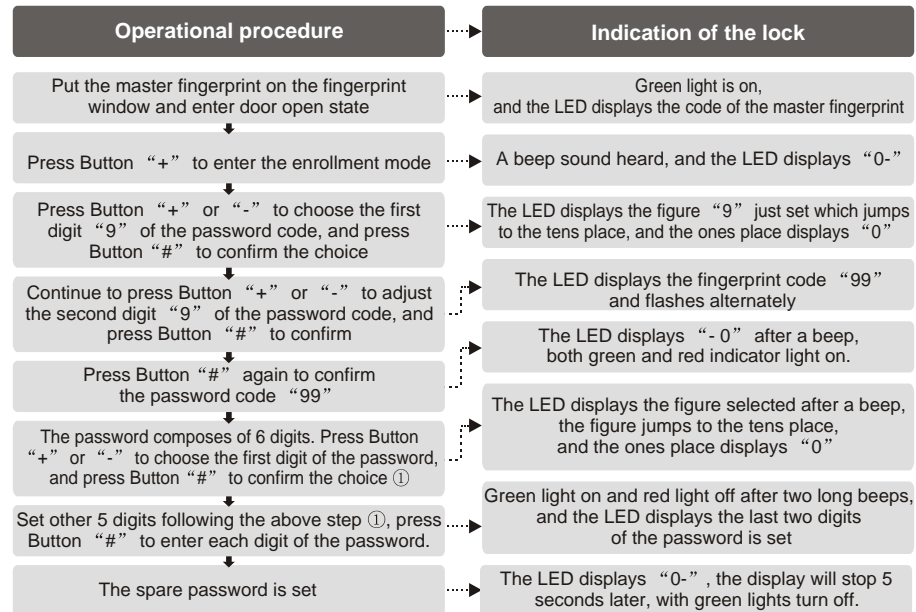 Operational procedure
Indication of the lock
Put the master fingerprint on the fingerprint
window and enter door open state
Green light is on,
and the LED displays the code of the master fingerprint
Press Button “+” to enter the enrollment mode
A beep sound heard, and the LED displays “0-”
Press Button “+” or “-” to choose the first
digit “9” of the password code, and press
Button “#” to confirm the choice
The LED displays the figure “9” just set which jumps
to the tens place, and the ones place displays “0”
Continue to press Button “+” or “-” to adjust
the second digit “9” of the password code, and
press Button “#” to confirm
The LED displays the fingerprint code “99”
and flashes alternately
Press Button “#” again to confirm
the password code “99”
The LED displays “- 0” after a beep,
both green and red indicator light on.
The password composes of 6 digits. Press Button
“+” or “-” to choose the first digit of the password,
and press Button “#” to confirm the choice ①
The LED displays the figure selected after a beep,
the figure jumps to the tens place,
and the ones place displays “0”
Set other 5 digits following the above step ①, press
Button “#” to enter each digit of the password.
Green light on and red light off after two long beeps,
and the LED displays the last two digits
of the password is set
The spare password is set
The LED displays “0-” , the display will stop 5
seconds later, with green lights turn off.